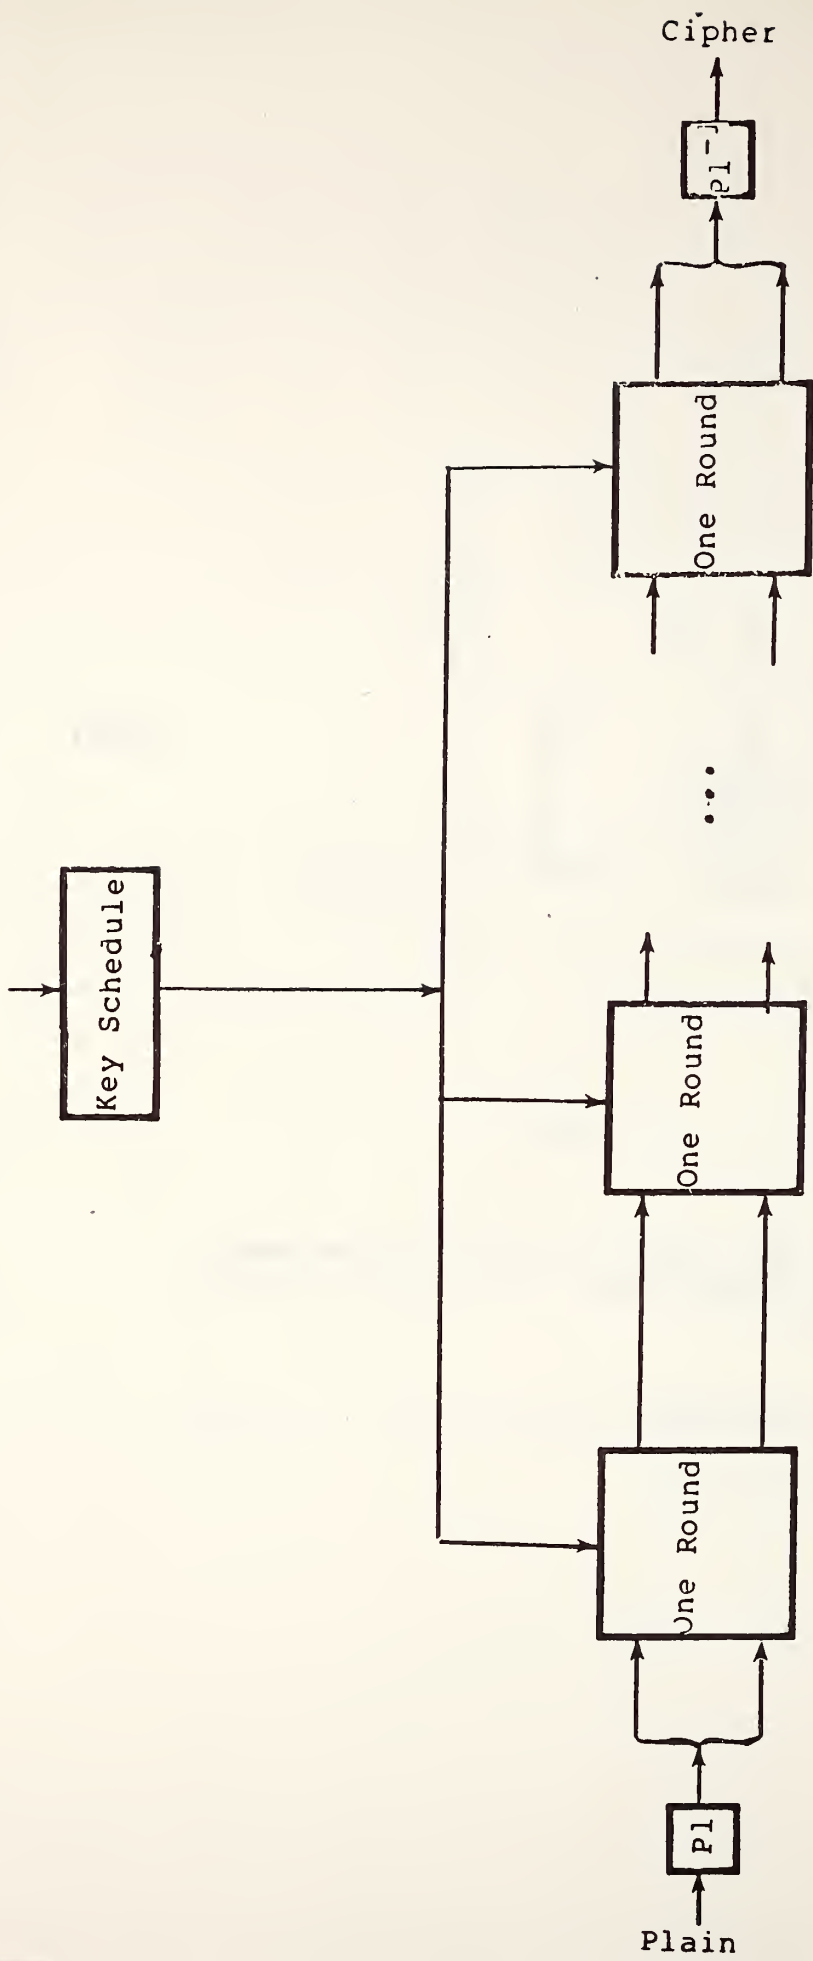 Cipher
P1⁻¹
One Round
Key Schedule
One Round
One Round
P1
Plain